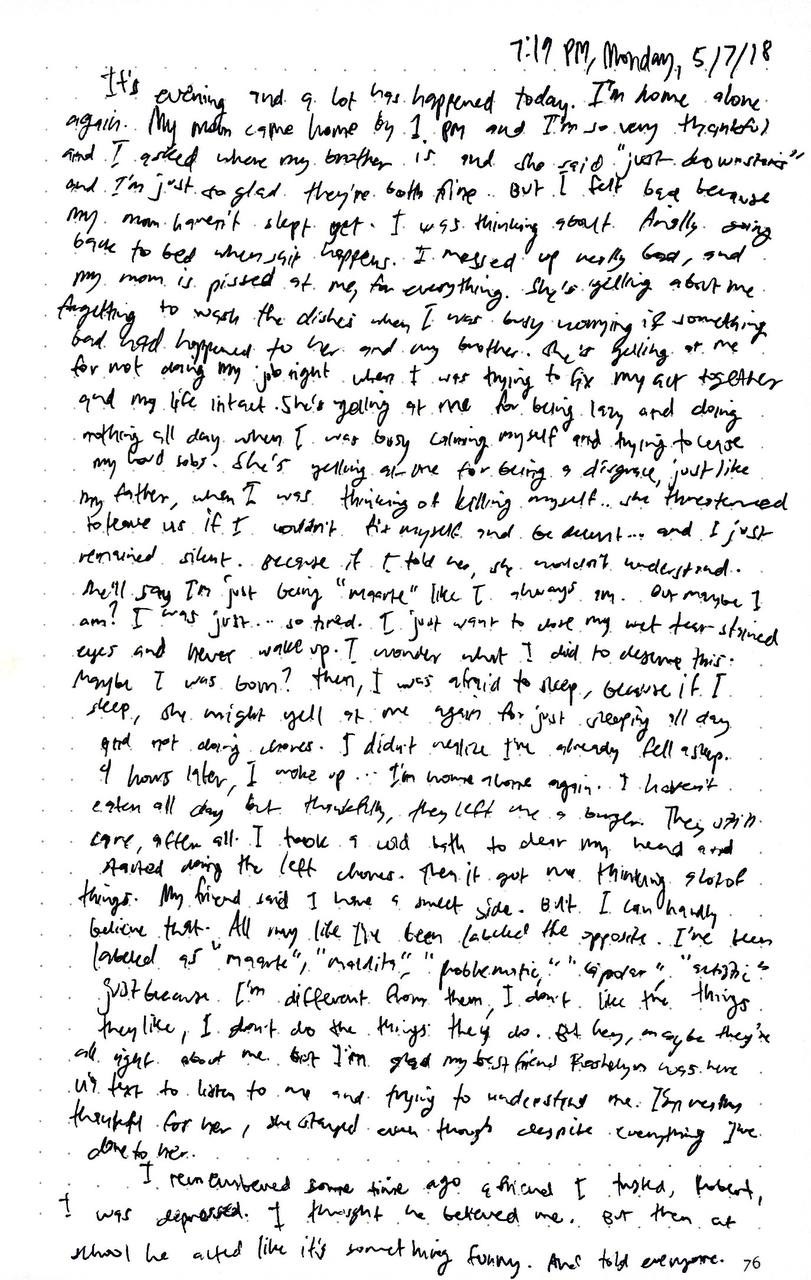 7:19 PM, Monday, 5/7/18
It's evening and a lot has happened today. I'm home alone
again. My mom came home by 1 pm and I'm so very thankful
and I asked where my brother is and she said "just downstairs"
and I'm just so glad they're both fine. But I felt bad because
my mom haven't slept yet. I was thinking about finally going
back to bed when shit happens. I messed up really bad, and
my mom is pissed at me, for everything. She's yelling about me
forgetting to wash the dishes when I was busy worrying if something
bad had happened to her and my brother. She's yelling at me
for not doing my job right when I was trying to fix my act together
and my life intact. She's yelling at me for being lazy and doing
nothing all day when I was busy calming myself and trying to cease
my loud sobs. She's yelling at me for being a disgrace, just like
my father, when I was thinking of killing myself... she threatened
to leave us if I wouldn't fix myself and be decent... and I just
remained silent. Because if I told her, she wouldn't understand.
She'll say I'm just being "maarte" like I always am. But maybe I
am? I was just... so tired. I just want to close my wet tear-stained
eyes and never wake up. I wonder what I did to deserve this.
Maybe I was born? Then, I was afraid to sleep, because if I
sleep, she might yell at me again for just sleeping all day
and not doing chores. I didn't realize I've already fell asleep.
4 hours later, I woke up... I'm home alone again. I haven't
eaten all day but thankfully, they left me a burger. They still
care, after all. I took a cold bath to clear my head and
started doing the left chores. Then it got me thinking a lot of
things. My friend said I have a sweet side. But I can hardly
believe that. All my life I've been labeled the opposite. I've been
labeled as "maarte", "maldita", "problematic," "bipolar", "autistic"
just because I'm different from them, I don't like the things
they like, I don't do the things they do. But hey, maybe they're
all right about me. But I'm glad my best friend was here
in text to listen to me and trying to understand me. I'm very
thankful for her, she stayed even though despite everything I've
done to her.
I remembered some time ago a friend I trusted, Robert,
I was depressed. I thought he believed me. But then at
school he acted like it's something funny. And told everyone.
76